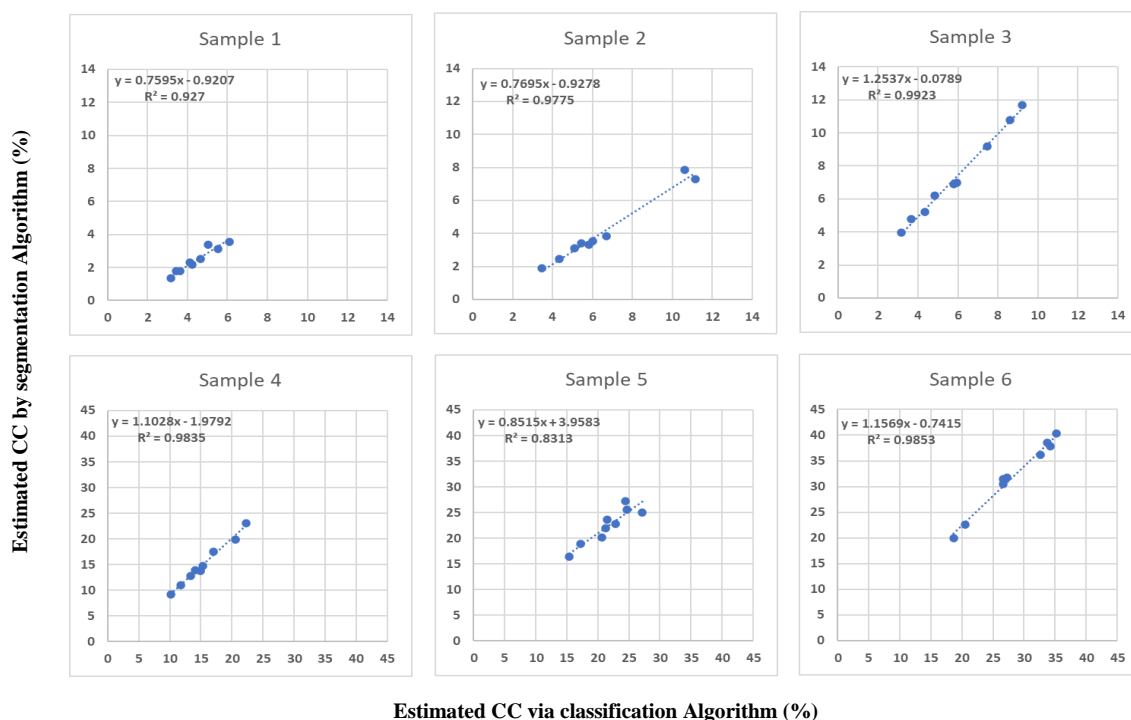 Sample 1
y = 0.7595x - 0.9207
R² = 0.927
14
12
10
8
6
4
2
0
0 2 4 6 8 10 12 14
Sample 2
y = 0.7695x - 0.9278
R² = 0.9775
14
12
10
8
6
4
2
0
0 2 4 6 8 10 12 14
Sample 3
y = 1.2537x - 0.0789
R² = 0.9923
14
12
10
8
6
4
2
0
0 2 4 6 8 10 12 14
Estimated CC by segmentation Algorithm (%)
Sample 4
y = 1.1028x - 1.9792
R² = 0.9835
45
40
35
30
25
20
15
10
5
0
0 5 10 15 20 25 30 35 40 45
Sample 5
y = 0.8515x + 3.9583
R² = 0.8313
45
40
35
30
25
20
15
10
5
0
0 5 10 15 20 25 30 35 40 45
Sample 6
y = 1.1569x - 0.7415
R² = 0.9853
45
40
35
30
25
20
15
10
5
0
0 5 10 15 20 25 30 35 40 45
Estimated CC via classification Algorithm (%)